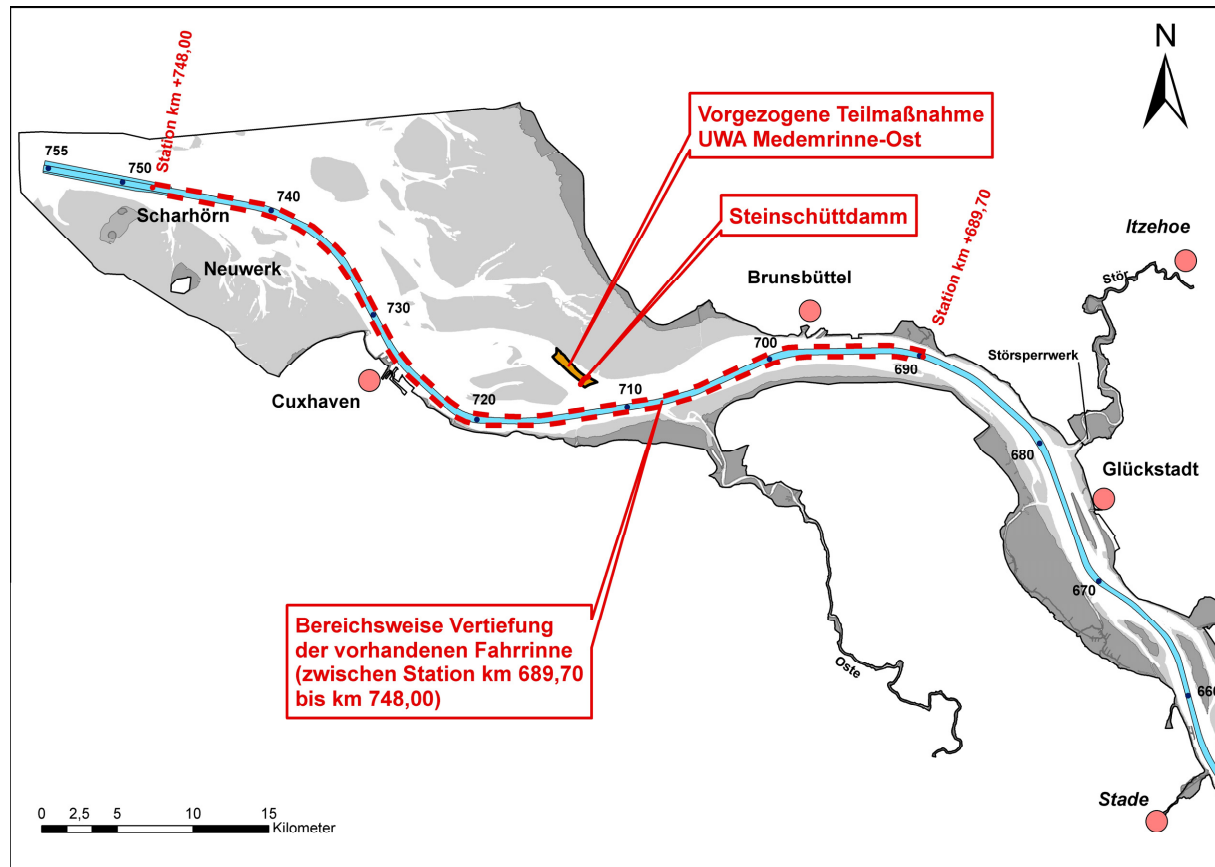 N
Station km +748,00
Vorgezogene Teilmaßnahme
UWA Medemrinne-Ost
755
750
740
Scharhörn
Steinschüttdamm
Station km +689,70
Itzehoe
Stör
Neuwerk
Brunsbüttel
730
700
690
Störsperrwerk
Cuxhaven
720
710
680
Glückstadt
670
Bereichsweise Vertiefung
der vorhandenen Fahrrinne
(zwischen Station km 689,70
bis km 748,00)
Oste
660
Stade
0 2,5 5 10 15
Kilometer